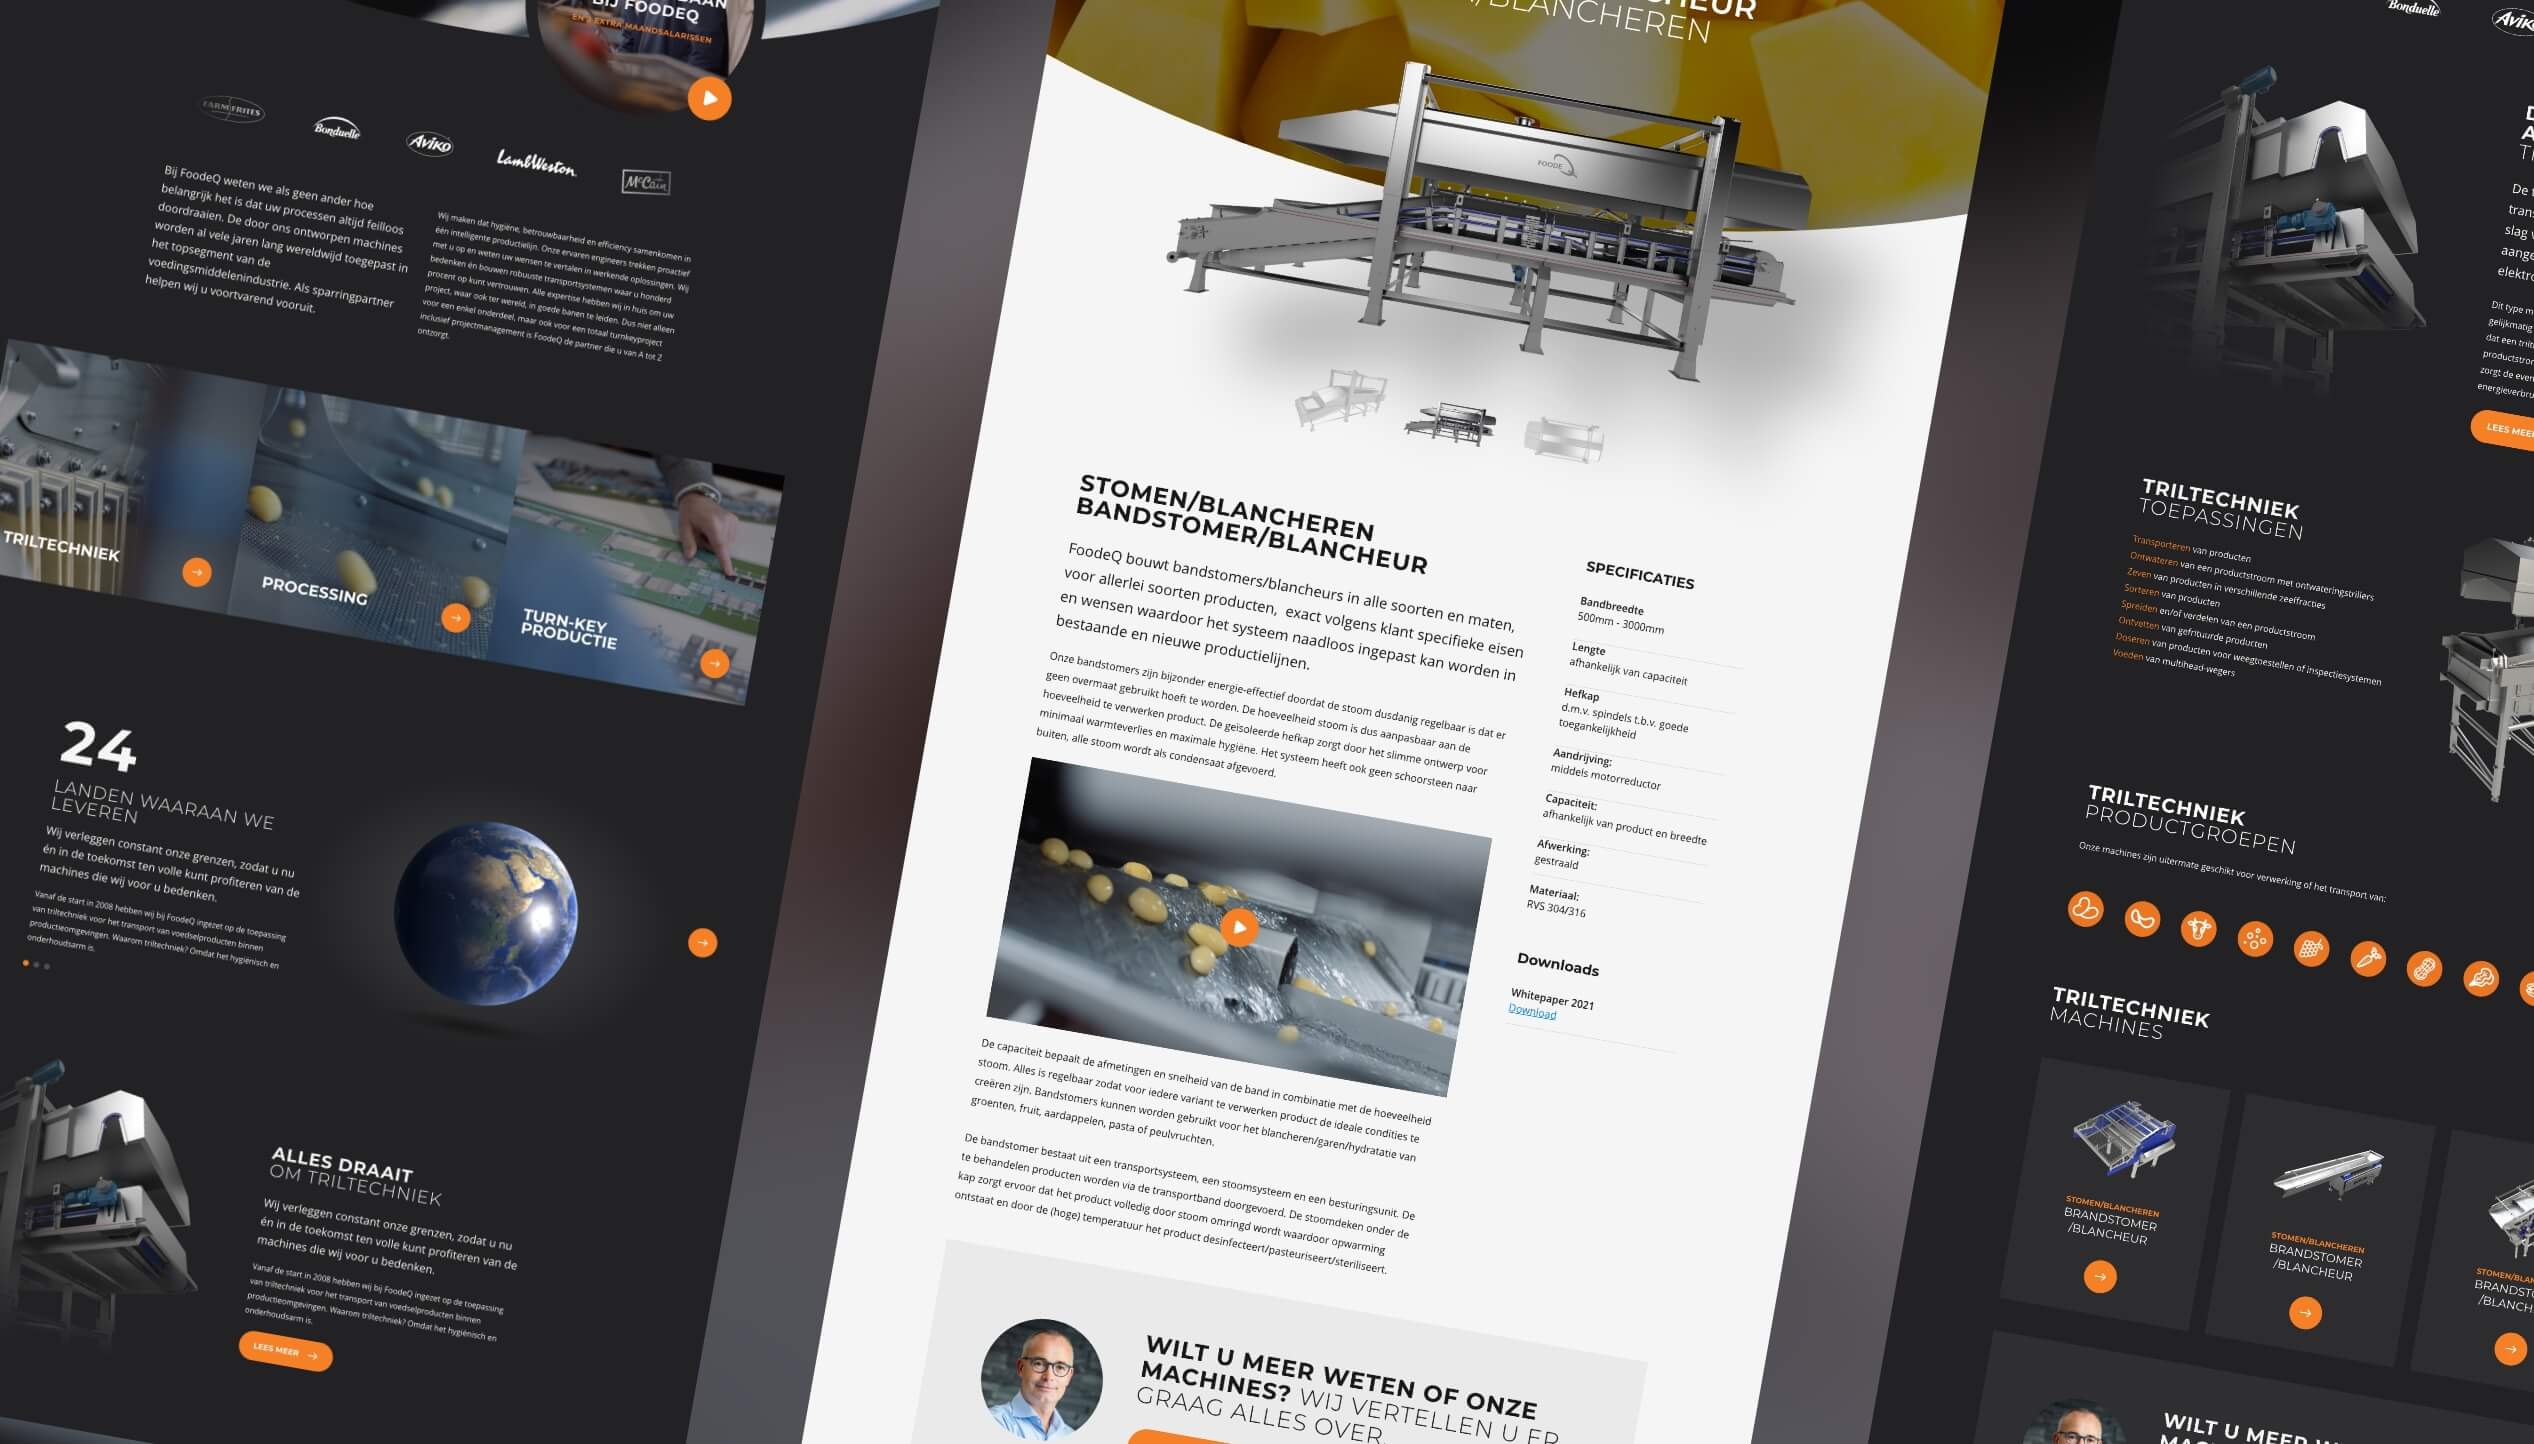 BIJ FOODEQ
EN 2 EXTRA MAANDSALARISSEN
FARM FRITES
Bonduelle
AVIKO
LambWeston
McCain
Bij FoodeQ weten we als geen ander hoe
belangrijk het is dat uw processen altijd feilloos
doordraaien. De door ons ontworpen machines
worden al vele jaren lang wereldwijd toegepast in
het topsegment van de
voedingsmiddelenindustrie. Als sparringpartner
helpen wij u voortvarend vooruit.
Wij maken dat hygiëne, betrouwbaarheid en efficiency samenkomen in
één intelligente productielijn. Onze ervaren engineers trekken proactief
met u op en weten uw wensen te vertalen in werkende oplossingen. Wij
bedenken én bouwen robuuste transportsystemen waar u honderd
procent op kunt vertrouwen. Alle expertise hebben wij in huis om uw
project, waar ook ter wereld, in goede banen te leiden. Dus niet alleen
voor een enkel onderdeel, maar ook voor een totaal turnkeyproject
inclusief projectmanagement is FoodeQ de partner die u van A tot Z
ontzorgt.
TRILTECHNIEK
PROCESSING
TURN-KEY
PRODUCTIE
24
LANDEN WAARAAN WE
LEVEREN
Wij verleggen constant onze grenzen, zodat u nu
én in de toekomst ten volle kunt profiteren van de
machines die wij voor u bedenken.
Vanaf de start in 2008 hebben wij bij FoodeQ ingezet op de toepassing
van triltechniek voor het transport van voedselproducten binnen
productieomgevingen. Waarom triltechniek? Omdat het hygiënisch en
onderhoudsarm is.
ALLES DRAAIT
OM TRILTECHNIEK
Wij verleggen constant onze grenzen, zodat u nu
én in de toekomst ten volle kunt profiteren van de
machines die wij voor u bedenken.
Vanaf de start in 2008 hebben wij bij FoodeQ ingezet op de toepassing
van triltechniek voor het transport van voedselproducten binnen
productieomgevingen. Waarom triltechniek? Omdat het hygiënisch en
onderhoudsarm is.
LEES MEER
/BLANCHEREN
FOODEQ
STOMEN/BLANCHEREN
BANDSTOMER/BLANCHEUR
FoodeQ bouwt bandstomers/blancheurs in alle soorten en maten,
voor allerlei soorten producten, exact volgens klant specifieke eisen
en wensen waardoor het systeem naadloos ingepast kan worden in
bestaande en nieuwe productielijnen.
Onze bandstomers zijn bijzonder energie-effectief doordat de stoom dusdanig regelbaar is dat er
geen overmaat gebruikt hoeft te worden. De hoeveelheid stoom is dus aanpasbaar aan de
hoeveelheid te verwerken product. De geïsoleerde hefkap zorgt door het slimme ontwerp voor
minimaal warmteverlies en maximale hygiëne. Het systeem heeft ook geen schoorsteen naar
buiten, alle stoom wordt als condensaat afgevoerd.
De capaciteit bepaalt de afmetingen en snelheid van de band in combinatie met de hoeveelheid
stoom. Alles is regelbaar zodat voor iedere variant te verwerken product de ideale condities te
creëren zijn. Bandstomers kunnen worden gebruikt voor het blancheren/garen/hydratatie van
groenten, fruit, aardappelen, pasta of peulvruchten.
De bandstomer bestaat uit een transportsysteem, een stoomsysteem en een besturingsunit. De
te behandelen producten worden via de transportband doorgevoerd. De stoomdeken onder de
kap zorgt ervoor dat het product volledig door stoom omringd wordt waardoor opwarming
ontstaat en door de (hoge) temperatuur het product desinfecteert/pasteuriseert/steriliseert.
SPECIFICATIES
Bandbreedte
500mm - 3000mm
Lengte
afhankelijk van capaciteit
Hefkap
d.m.v. spindels t.b.v. goede
toegankelijkheid
Aandrijving:
middels motorreductor
Capaciteit:
afhankelijk van product en breedte
Afwerking:
gestraald
Materiaal:
RVS 304/316
Downloads
Whitepaper 2021
Download
WILT U MEER WETEN OF ONZE
MACHINES? WIJ VERTELLEN U ER
GRAAG ALLES OVER.
Bonduelle
LEES MEER
TRILTECHNIEK
TOEPASSINGEN
Transporteren van producten
Ontwateren van een productstroom met ontwateringstrillers
Zeven van producten in verschillende zeeffracties
Sorteren van producten
Spreiden en/of verdelen van een productstroom
Ontvetten van gefrituurde producten
Doseren van producten voor weegtoestellen of inspectiesystemen
Voeden van multihead-wegers
TRILTECHNIEK
PRODUCTGROEPEN
Onze machines zijn uitermate geschikt voor verwerking of het transport van:
TRILTECHNIEK
MACHINES
STOMEN/BLANCHEREN
BRANDSTOMER
/BLANCHEUR
STOMEN/BLANCHEREN
BRANDSTOMER
/BLANCHEUR
WILT U MEER